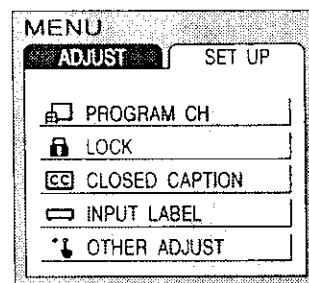 MENU
ADJUST SET UP
PROGRAM CH
LOCK
CC CLOSED CAPTION
INPUT LABEL
OTHER ADJUST